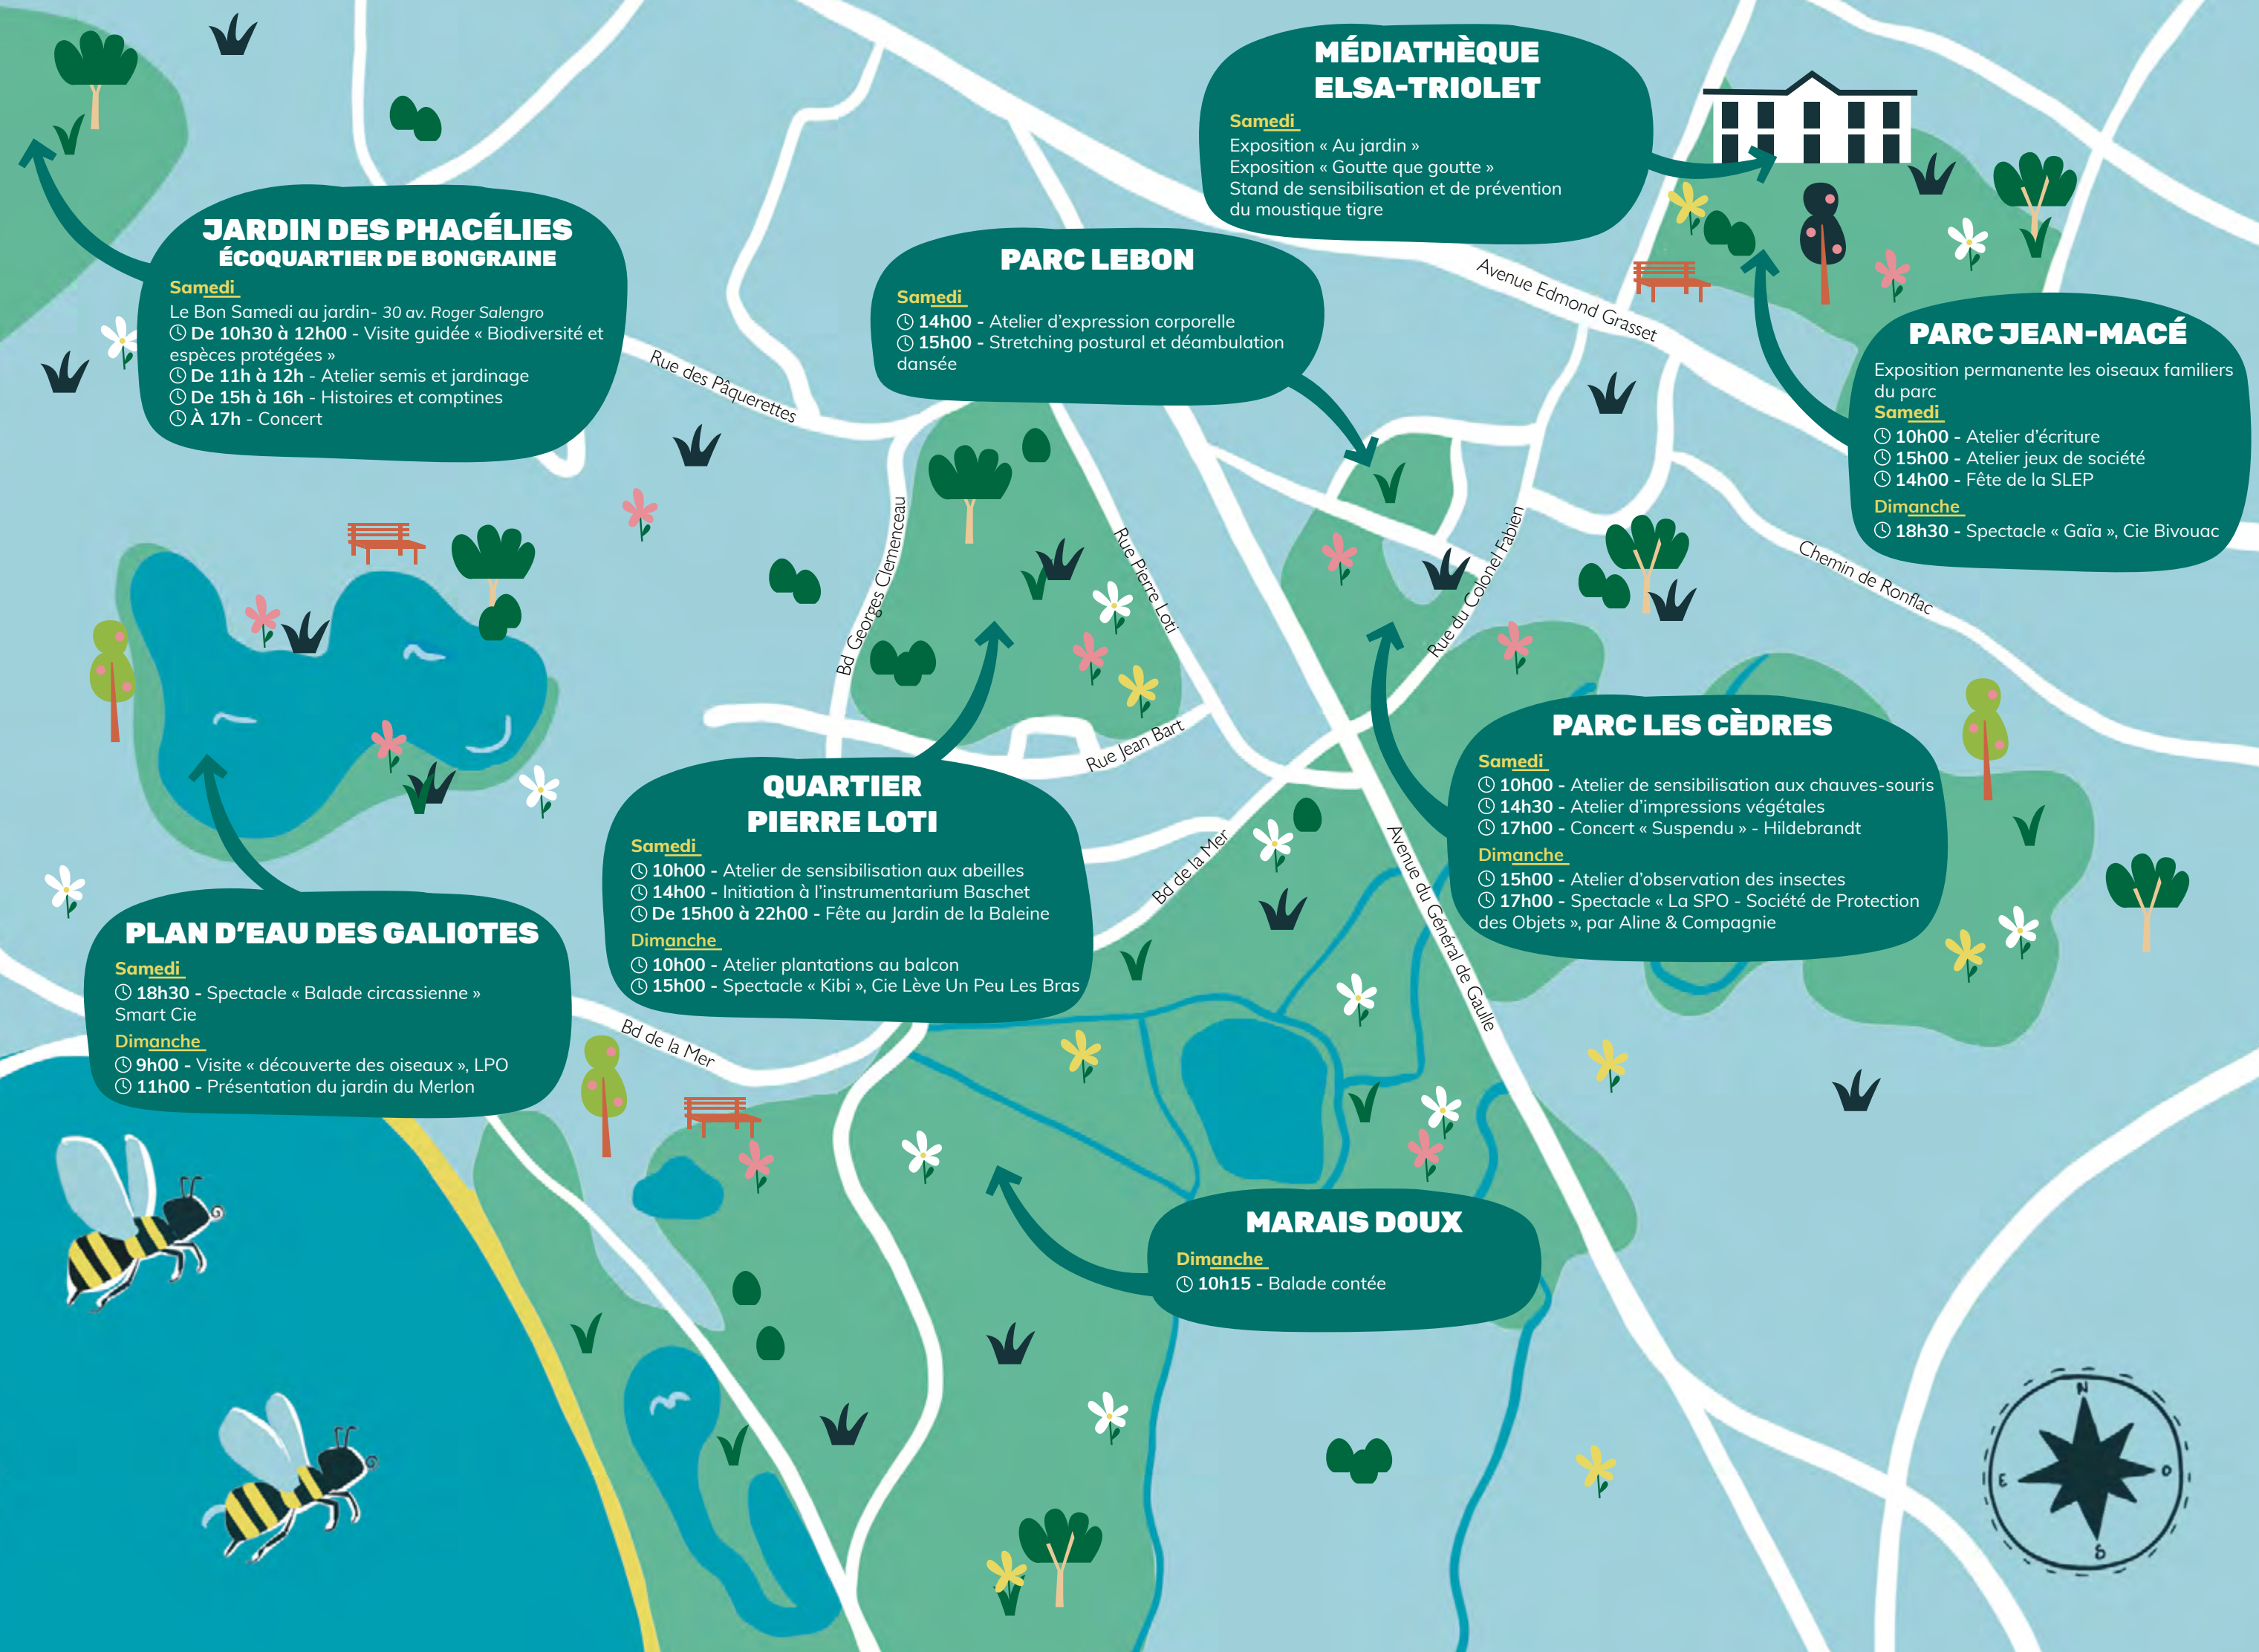 MÉDIATHÈQUE
ELSA-TRIOLET
Samedi
Exposition « Au jardin »
Exposition « Goutte que goutte »
Stand de sensibilisation et de prévention
du moustique tigre
JARDIN DES PHACÉLIES
ÉCOQUARTIER DE BONGRAINE
Samedi
Le Bon Samedi au jardin- 30 av. Roger Salengro
De 10h30 à 12h00 - Visite guidée « Biodiversité et
espèces protégées »
De 11h à 12h - Atelier semis et jardinage
De 15h à 16h - Histoires et comptines
À 17h - Concert
PARC LEBON
Samedi
14h00 - Atelier d'expression corporelle
15h00 - Stretching postural et déambulation
dansée
Avenue Edmond Grasset
PARC JEAN-MACÉ
Exposition permanente les oiseaux familiers
du parc
Samedi
10h00 - Atelier d'écriture
15h00 - Atelier jeux de société
14h00 - Fête de la SLEP
Dimanche
18h30 - Spectacle « Gaïa », Cie Bivouac
Rue des Pâquerettes
Bd Georges Clemenceau
Rue Pierre Loti
Rue du Colonel Fabien
Chemin de Ronflac
Rue Jean Bart
PARC LES CÈDRES
Samedi
10h00 - Atelier de sensibilisation aux chauves-souris
14h30 - Atelier d'impressions végétales
17h00 - Concert « Suspendu » - Hildebrandt
Dimanche
15h00 - Atelier d'observation des insectes
17h00 - Spectacle « La SPO - Société de Protection
des Objets », par Aline & Compagnie
QUARTIER
PIERRE LOTI
Samedi
10h00 - Atelier de sensibilisation aux abeilles
14h00 - Initiation à l'instrumentarium Baschet
De 15h00 à 22h00 - Fête au Jardin de la Baleine
Dimanche
10h00 - Atelier plantations au balcon
15h00 - Spectacle « Kibi », Cie Lève Un Peu Les Bras
Bd de la Mer
Avenue du Général de Gaulle
PLAN D'EAU DES GALIOTES
Samedi
18h30 - Spectacle « Balade circassienne »
Smart Cie
Dimanche
9h00 - Visite « découverte des oiseaux », LPO
11h00 - Présentation du jardin du Merlon
Bd de la Mer
MARAIS DOUX
Dimanche
10h15 - Balade contée
N
E
O
S